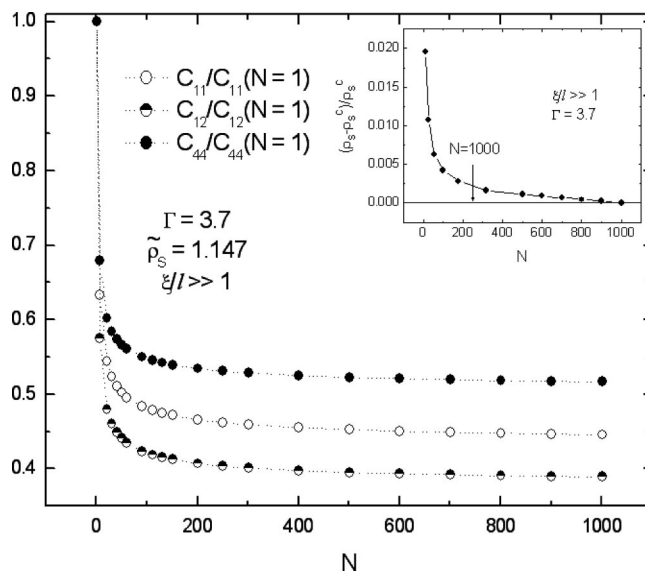 1.0
0.9
0.8
0.7
0.6
0.5
0.4
0
200
400
600
800
1000
N
C₁₁/C₁₁(N = 1)
C₁₂/C₁₂(N = 1)
C₄₄/C₄₄(N = 1)
Γ = 3.7
ρ̃ₛ = 1.147
ξ/l >> 1
0.020
0.015
0.010
0.005
0.000
(ρₛ-ρₛᶜ)/ρₛᶜ
ξ/l >> 1
Γ = 3.7
N=1000
0
200
400
600
800
1000
N